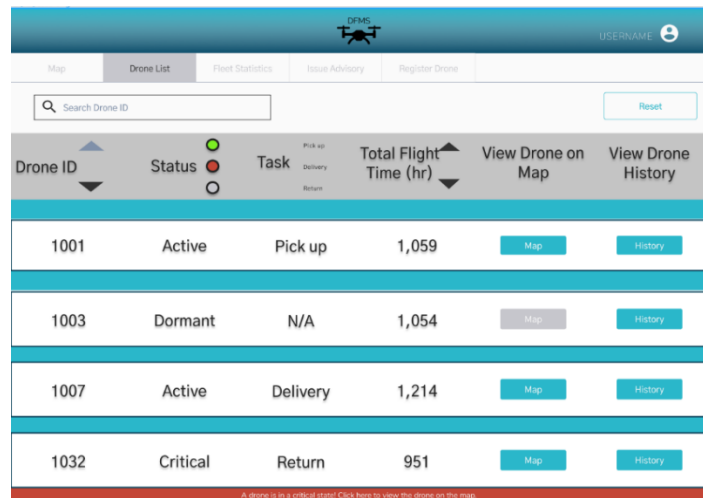 DFMS
USERNAME
Map Drone List Fleet Statistics Issue Advisory Register Drone
Search Drone ID Reset
Drone ID Status Task Pick up Delivery Return Total Flight Time (hr) View Drone on Map View Drone History
1001 Active Pick up 1,059 Map History
1003 Dormant N/A 1,054 Map History
1007 Active Delivery 1,214 Map History
1032 Critical Return 951 Map History
A drone is in a critical state! Click here to view the drone on the map.